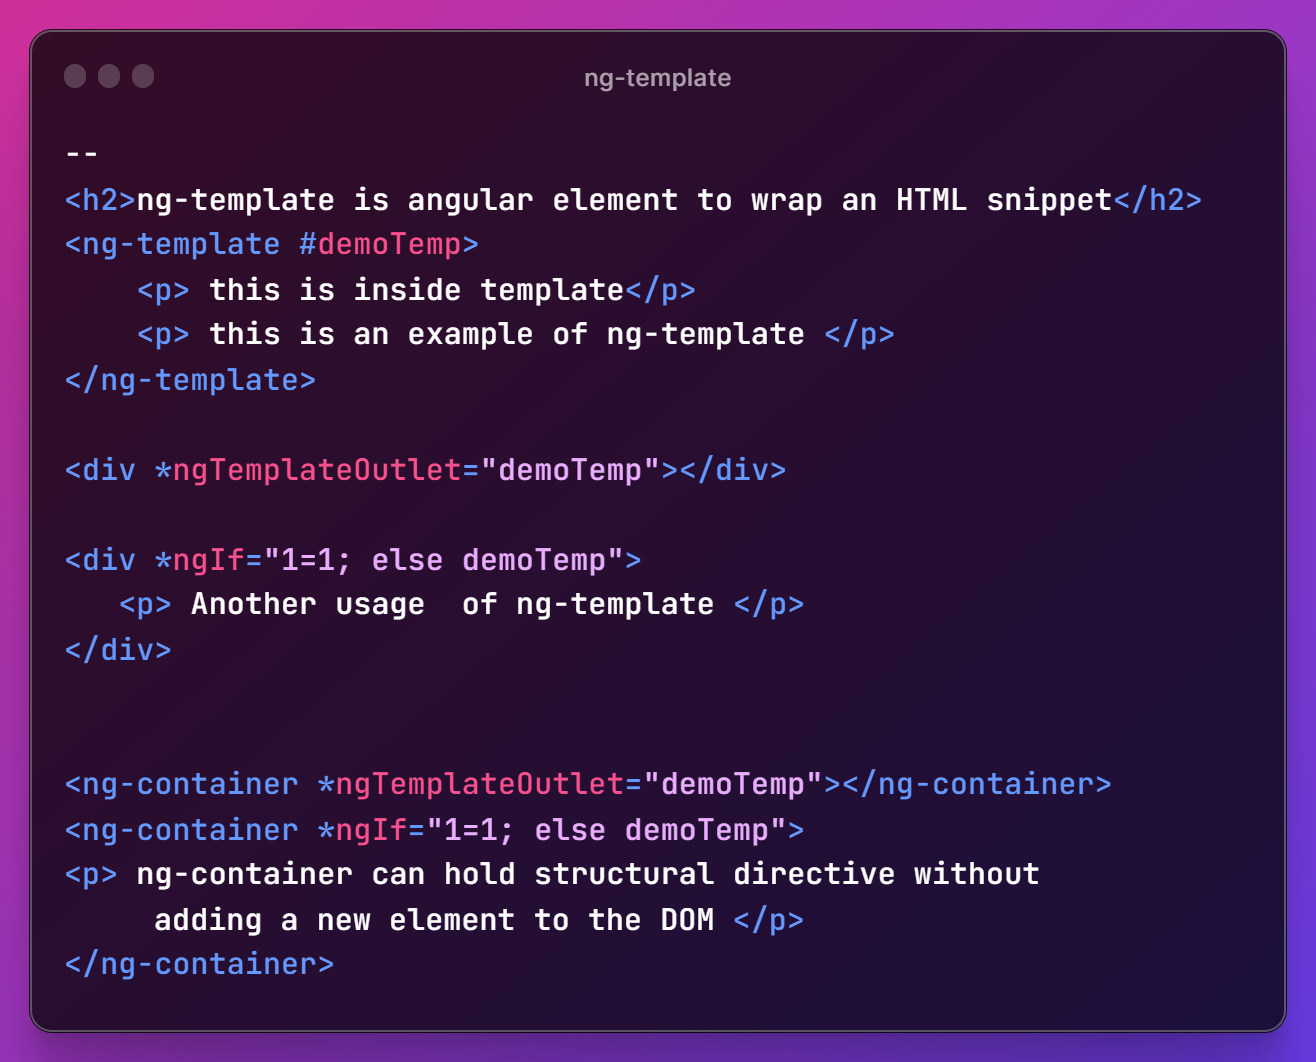 ng-template
--
<h2>ng-template is angular element to wrap an HTML snippet</h2>
<ng-template #demoTemp>
    <p> this is inside template</p>
    <p> this is an example of ng-template </p>
</ng-template>
<div *ngTemplateOutlet="demoTemp"></div>
<div *ngIf="1=1; else demoTemp">
   <p> Another usage  of ng-template </p>
</div>
<ng-container *ngTemplateOutlet="demoTemp"></ng-container>
<ng-container *ngIf="1=1; else demoTemp">
<p> ng-container can hold structural directive without
     adding a new element to the DOM </p>
</ng-container>